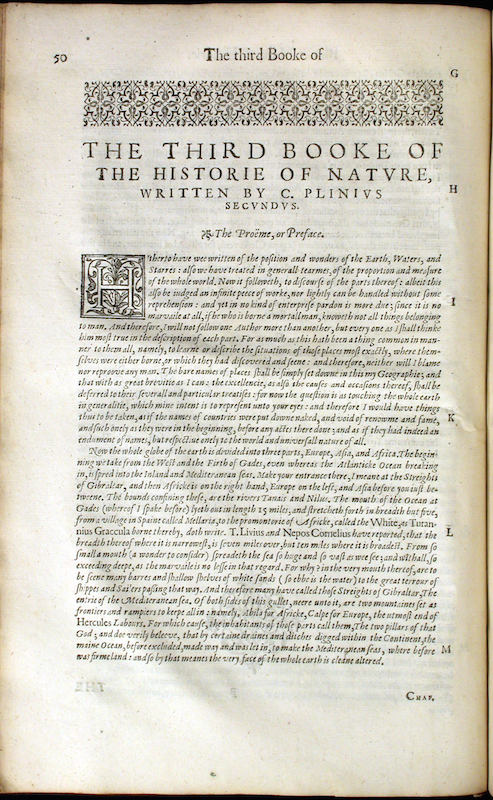 50
The third Booke of
G
THE THIRD BOOKE OF
THE HISTORIE OF NATVRE,
WRITTEN BY C. PLINIVS
SECVNDVS.
H
The Proëme, or Preface.
Hitherto have wee written of the position and wonders of the Earth, Waters, and
Starres: also we have treated in generall tearmes, of the proportion and measure
of the whole world. Now it followeth, to discourse of the parts thereof: albeit this
also be judged an infinite peece of worke, nor lightly can be handled without some
reprehension: and yet in no kind of enterprise pardon is more due; since it is no
I
marvaile at all, if he who is borne a mortall man, knoweth not all things belonging
to man. And therefore, I will not follow one Author more than another, but every one as I shall thinke
him most true in the description of each part. For as much as this hath been a thing common in man-
ner to them all, namely, to learne or describe the situations of those places most exactly, where them-
selves were either borne, or which they had discovered and seene: and therefore, neither will I blame
nor reproove any man. The bare names of places shall be simply set downe in this my Geographie; and
that with as great brevitie as I can: the excellencie, as also the causes and occasions thereof, shall be
deferred to their severall and particular treatises: for now the question is as touching the whole earth
in generalitie, which mine intent is to represent unto your eyes: and therefore I would have things
thus to be taken, as if the names of countries were put downe naked, and void of renowne and fame,
K
and such onely as they were in the beginning, before any actes there done; and as if they had indeed an
endument of names, but respective onely to the world and universall nature of all.
Now the whole globe of the earth is divided into three parts, Europe, Asia, and Africa. The begin-
ning we take from the West and the Firth of Gades, even whereas the Atlanticke Ocean breaking
in, is spred into the Inland and Mediterranean seas. Make your entrance there, I meane at the Streights
of Gibraltar, and then Africke is on the right hand, Europe on the left, and Asia before you just be-
tweene. The bounds confining these, are the rivers Tanais and Nilus. The mouth of the Ocean at
Gades (whereof I spake before) lyeth out in length 15 miles, and stretcheth forth in breadth but five,
from a village in Spaine called Mellaria, to the promontorie of Africke, called the White, as Turan-
nius Graccula borne thereby, doth write. T. Livius and Nepos Cornelius have reported, that the
L
breadth thereof where it is narrowest, is seven miles over, but ten miles where it is broadest. From so
small a mouth (a wonder to consider) spreadeth the sea so huge and so vast as we see; and withall, so
exceeding deepe, as the marvaile is no lesse in that regard. For why? in the very mouth thereof, are to
be seene many barres and shallow shelves of white sands (so ebbe is the water) to the great terrour of
shippes and Sailers passing that way. And therefore many have called those Streights of Gibraltar, The
entrie of the Mediterranean sea. Of both sides of this gullet, neere unto it, are two mountaines set as
frontiers and rampiers to keepe all in: namely, Abila for Africke, Calpe for Europe, the utmost end of
Hercules Labours. For which cause, the inhabitants of those parts call them, The two pillars of that
God; and doe verily beleeve, that by certaine draines and ditches digged within the Continent, the
maine Ocean, before excluded, made way and was let in, to make the Mediterranean seas, where before
M
was firme land: and so by that meanes the very face of the whole earth is cleane altered.
CHAP.